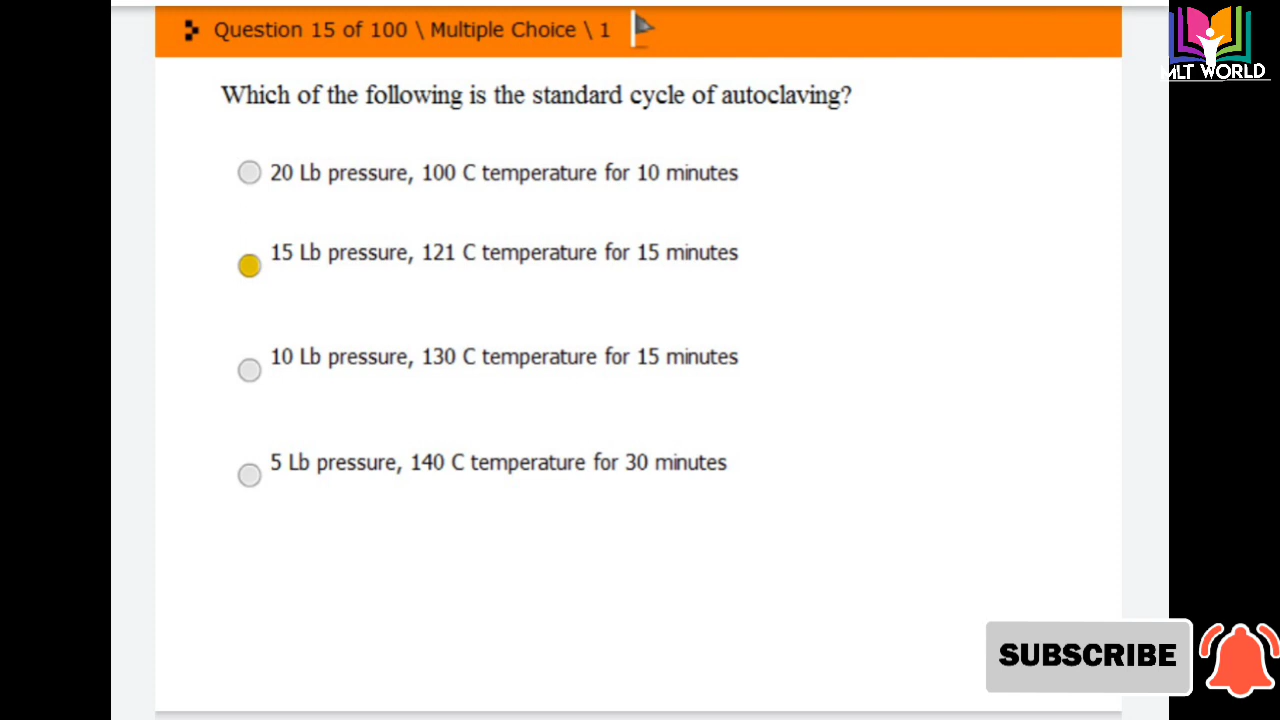 Question 15 of 100 \ Multiple Choice \ 1
MLT WORLD
Which of the following is the standard cycle of autoclaving?
20 Lb pressure, 100 C temperature for 10 minutes
15 Lb pressure, 121 C temperature for 15 minutes
10 Lb pressure, 130 C temperature for 15 minutes
5 Lb pressure, 140 C temperature for 30 minutes
SUBSCRIBE